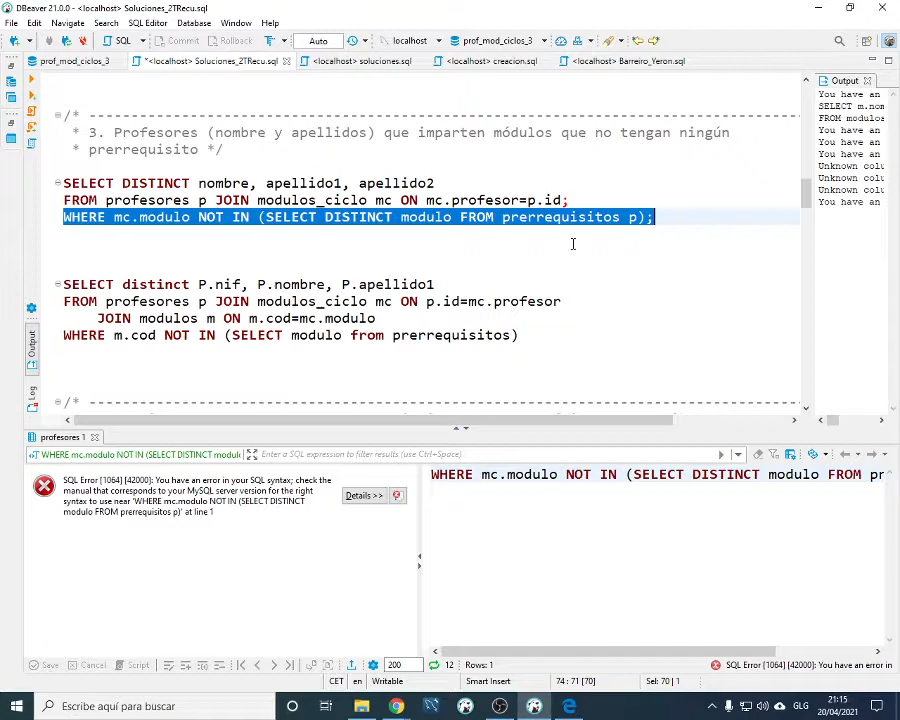 DBeaver 21.0.0 - <localhost> Soluciones_2TRecu.sql
File Edit Navigate Search SQL Editor Database Window Help
SQL Commit Rollback Auto localhost prof_mod_ciclos_3
prof_mod_ciclos_3 *<localhost> Soluciones_2TRecu.sql <localhost> soluciones.sql <localhost> creacion.sql <localhost> Barreiro_Yeron.sql Output
/* ----------------------------------------------------------------------------------------
* 3. Profesores (nombre y apellidos) que imparten módulos que no tengan ningún
* prerrequisito */
SELECT DISTINCT nombre, apellido1, apellido2
FROM profesores p JOIN modulos_ciclo mc ON mc.profesor=p.id;
WHERE mc.modulo NOT IN (SELECT DISTINCT modulo FROM prerrequisitos p);
SELECT distinct P.nif, P.nombre, P.apellido1
FROM profesores p JOIN modulos_ciclo mc ON p.id=mc.profesor
JOIN modulos m ON m.cod=mc.modulo
WHERE m.cod NOT IN (SELECT modulo from prerrequisitos)
/* ----------------------------------------------------------------------------------------
You have an
SELECT m.nom
FROM modulos
You have an
You have an
You have an
Unknown colu
Unknown colu
Unknown colu
You have an
Output
Log
profesores 1
WHERE mc.modulo NOT IN (SELECT DISTINCT modul Enter a SQL expression to filter results (use Ctrl+Space)
SQL Error [1064] [42000]: You have an error in your SQL syntax; check the
manual that corresponds to your MySQL server version for the right
syntax to use near 'WHERE mc.modulo NOT IN (SELECT DISTINCT
modulo FROM prerrequisitos p)' at line 1
Details >>
WHERE mc.modulo NOT IN (SELECT DISTINCT modulo FROM pr
Save Cancel Script 200 12 Rows: 1 SQL Error [1064] [42000]: You have an error in
CET en Writable Smart Insert 74 : 71 [70] Sel: 70 | 1
Escribe aquí para buscar GLG 21:15
20/04/2021